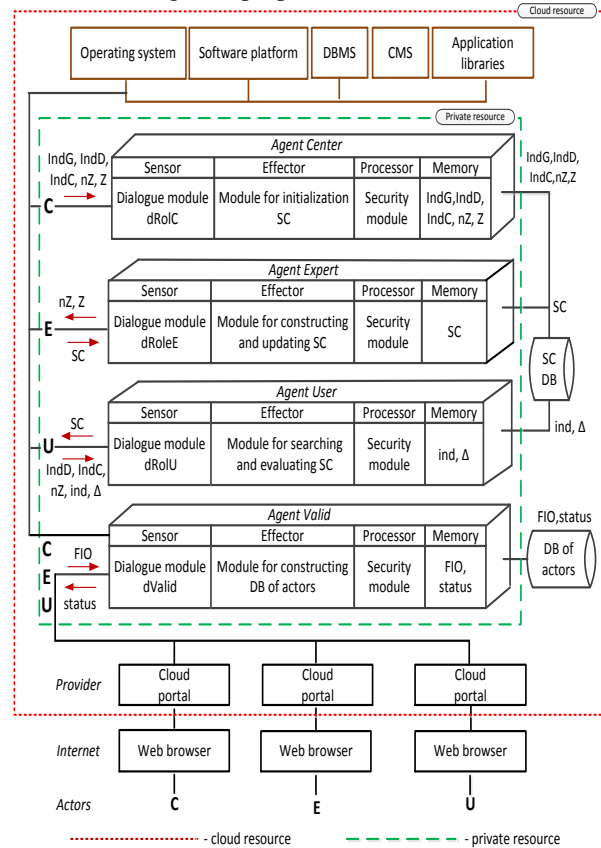 Cloud resource
Operating system
Software platform
DBMS
CMS
Application
libraries
Private resource
Agent Center
IndG, IndD,
IndC, nZ, Z
C
Sensor
Effector
Processor
Memory
Dialogue module
dRolC
Module for initialization
SC
Security
module
IndG,IndD,
IndC, nZ, Z
IndG,IndD,
IndC,nZ,Z
Agent Expert
nZ, Z
E
SC
Sensor
Effector
Processor
Memory
Dialogue module
dRoleE
Module for constructing
and updating SC
Security
module
SC
SC
SC
DB
Agent User
SC
U
IndD, IndC,
nZ, ind, Δ
Sensor
Effector
Processor
Memory
Dialogue module
dRolU
Module for searching
and evaluating SC
Security
module
ind, Δ
ind, Δ
Agent Valid
C
E
U
FIO
status
Sensor
Effector
Processor
Memory
Dialogue module
dValid
Module for constructing
DB of actors
Security
module
FIO,
status
FIO,status
DB of
actors
Provider
Cloud
portal
Cloud
portal
Cloud
portal
Internet
Web browser
Web browser
Web browser
Actors
C
E
U
- cloud resource
- private resource